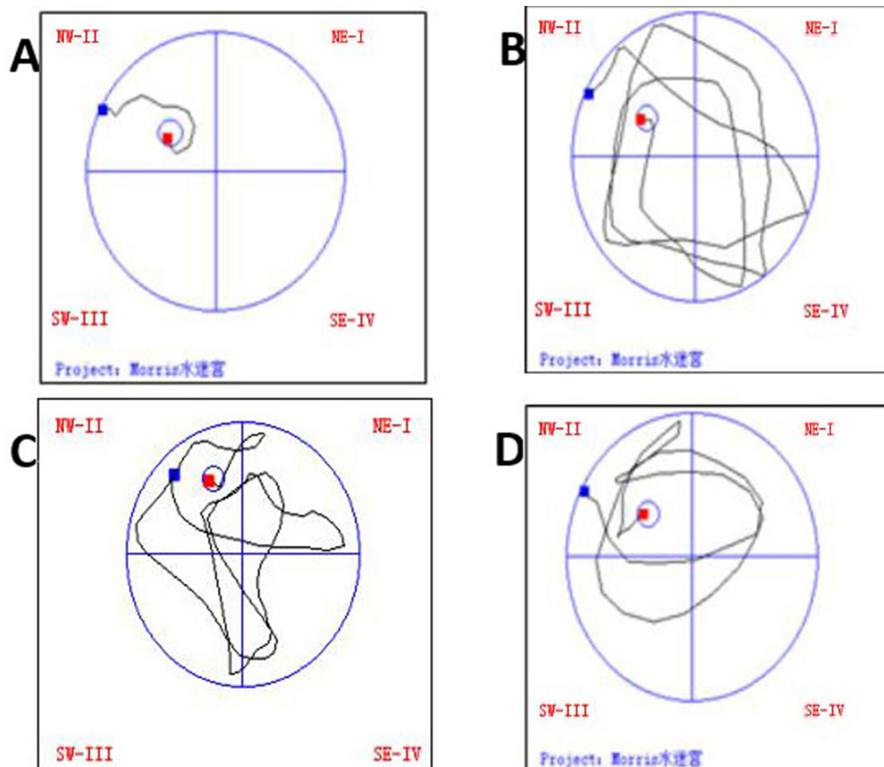 A
NW-II NE-I
SW-III SE-IV
Project: Morris水迷宫
B
NW-II NE-I
SW-III SE-IV
Project: Morris水迷宫
C
NW-II NE-I
SW-III SE-IV
D
NW-II NE-I
SW-III SE-IV
Project: Morris水迷宫